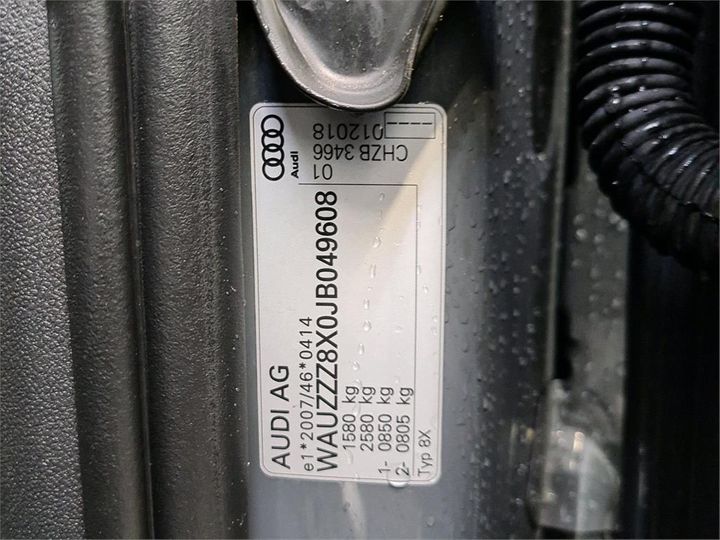 AUDI AG
e1*2007/46*0414
WAUZZZ8X0JB049608
1580 kg
2580 kg
1- 0850 kg
2- 0805 kg
Typ 8X
Audi
01
CHZB 3466
012018